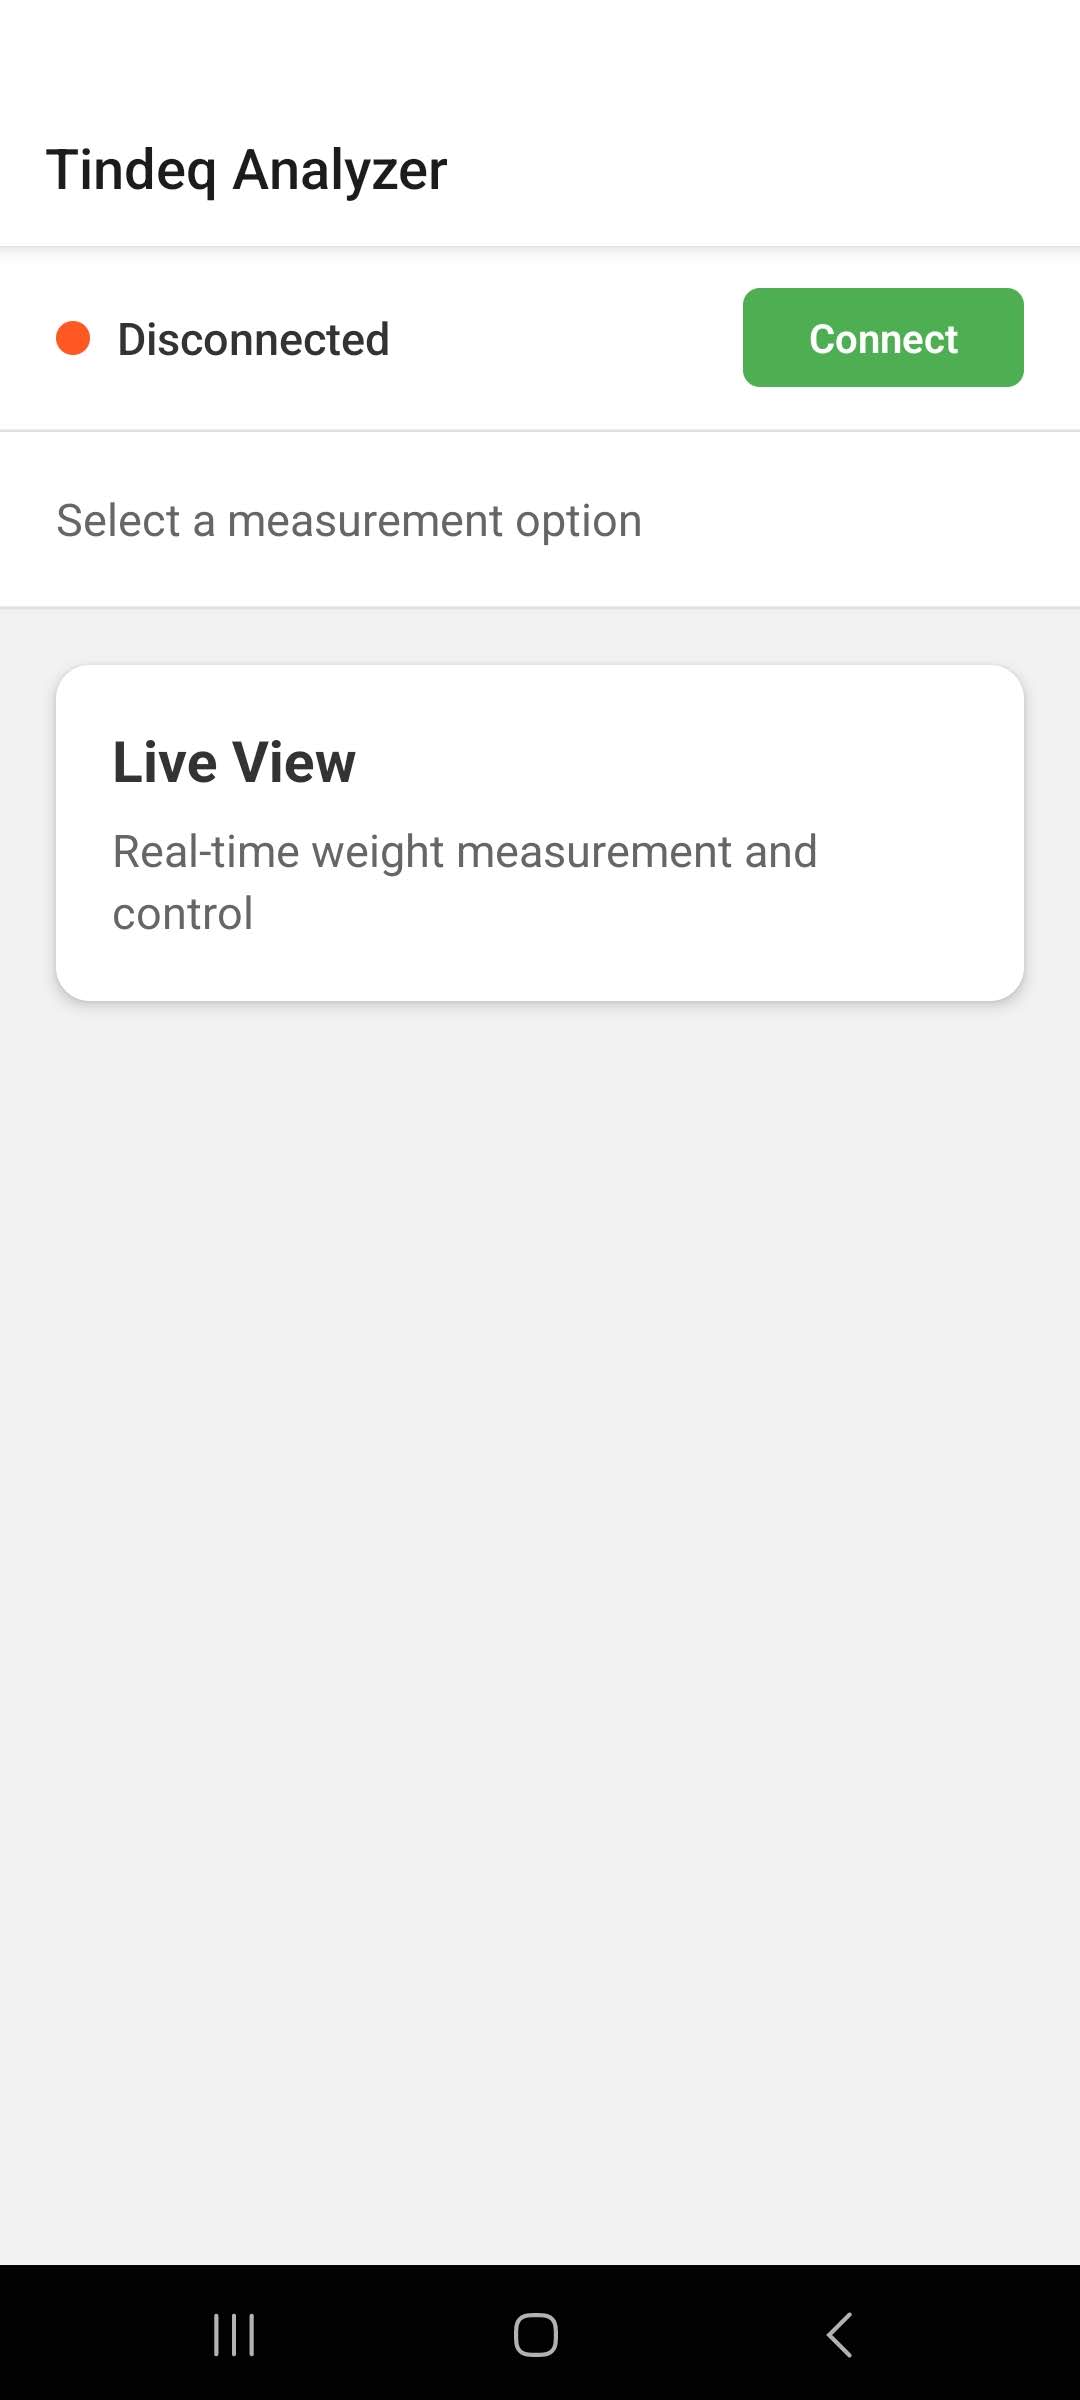 Tindeq Analyzer
Disconnected
Connect
Select a measurement option
Live View
Real-time weight measurement and
control